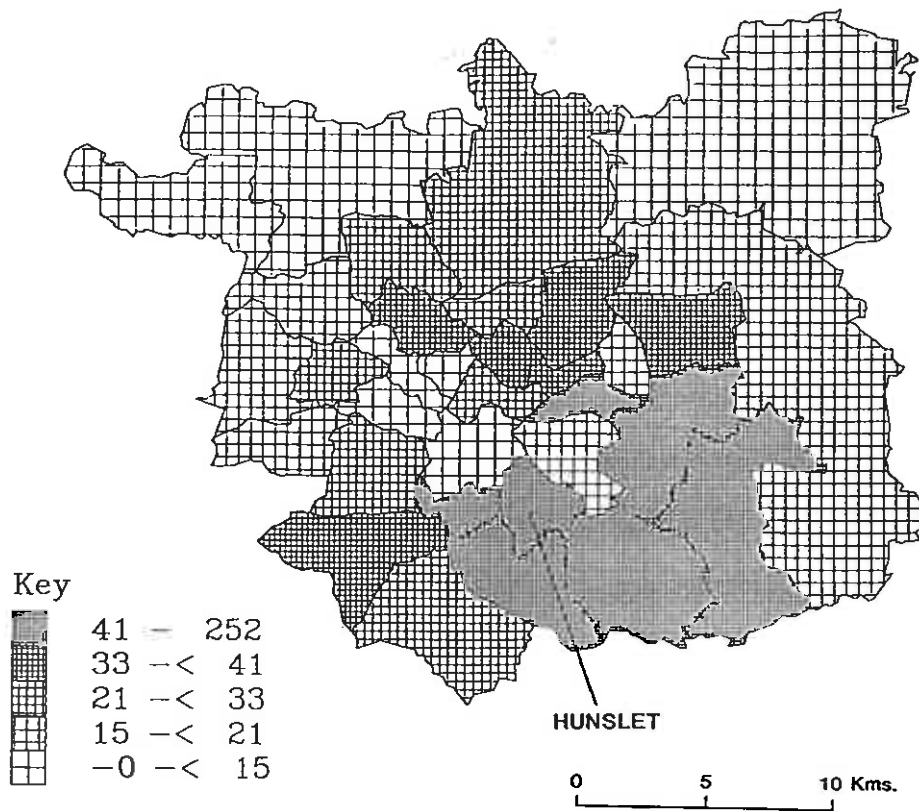 Key
41 — 252
33 —< 41
21 —< 33
15 —< 21
—0 —< 15
HUNSLET
0 5 10 Kms.